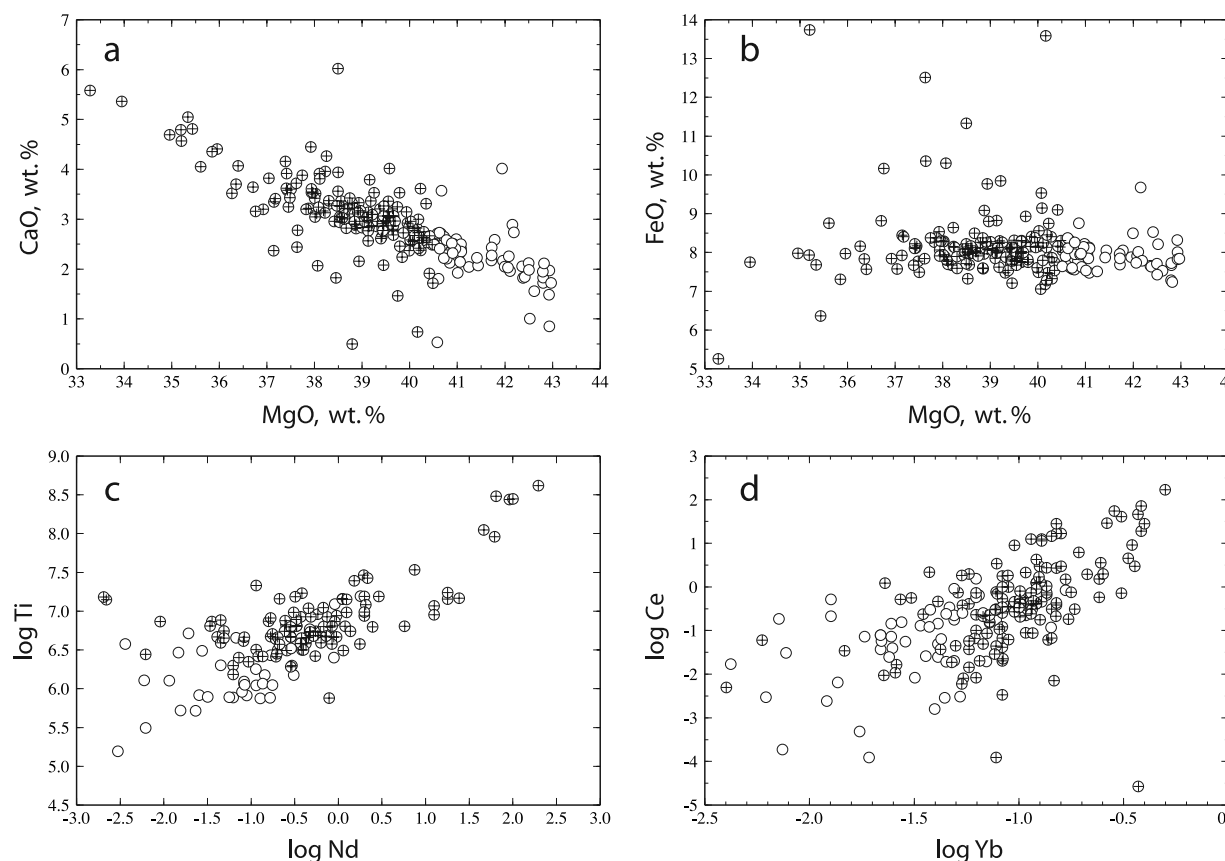 a
7
6
5
4
3
2
1
0
CaO, wt. %
33 34 35 36 37 38 39 40 41 42 43 44
MgO, wt. %
b
14
13
12
11
10
9
8
7
6
5
FeO, wt. %
33 34 35 36 37 38 39 40 41 42 43 4
MgO, wt. %
c
9.0
8.5
8.0
7.5
7.0
6.5
6.0
5.5
5.0
4.5
log Ti
-3.0 -2.5 -2.0 -1.5 -1.0 -0.5 0.0 0.5 1.0 1.5 2.0 2.5 3.0
log Nd
d
3
2
1
0
-1
-2
-3
-4
-5
log Ce
-2.5 -2.0 -1.5 -1.0 -0.5 0
log Yb